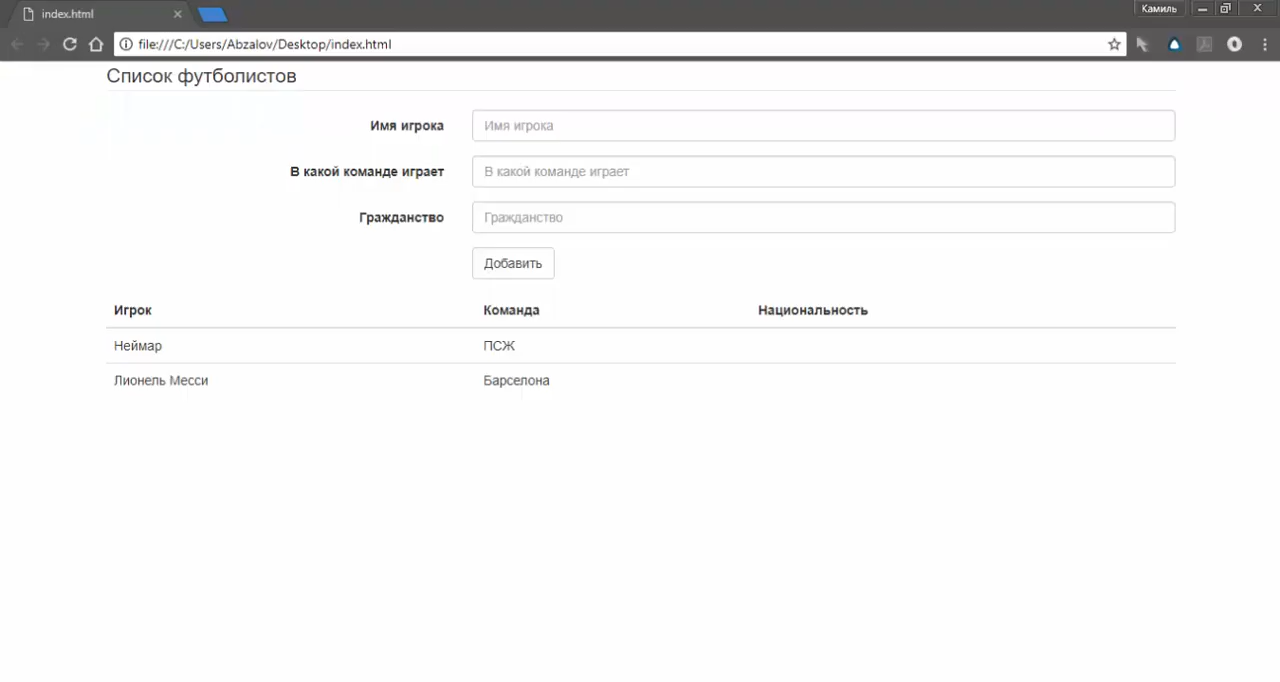 index.html
Камиль
file:///C:/Users/Abzalov/Desktop/index.html
Список футболистов
Имя игрока Имя игрока
В какой команде играет В какой команде играет
Гражданство Гражданство
Добавить
Игрок Команда Национальность
Неймар ПСЖ
Лионель Месси Барселона